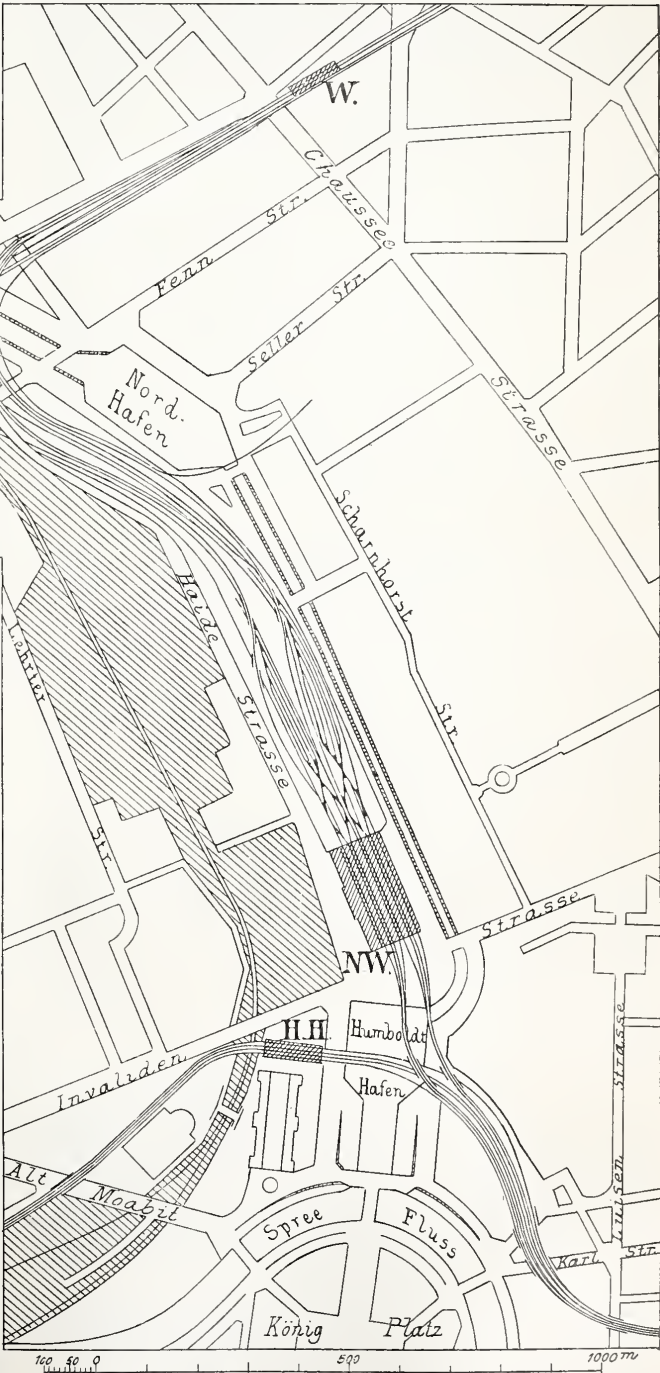 W.
Chaussee
Fenn Str.
Seller Str.
Nord-
Hafen
Strasse
Scharnhorst
Haide
Lehrter
Strasse
Str.
Str.
Strasse
NW.
H.H.
Humboldt
Hafen
Invaliden
Strasse
Luisen
Alt
Moabit
Spree
Fluss
Karl Str.
König Platz
100 50 0 500 1000 m